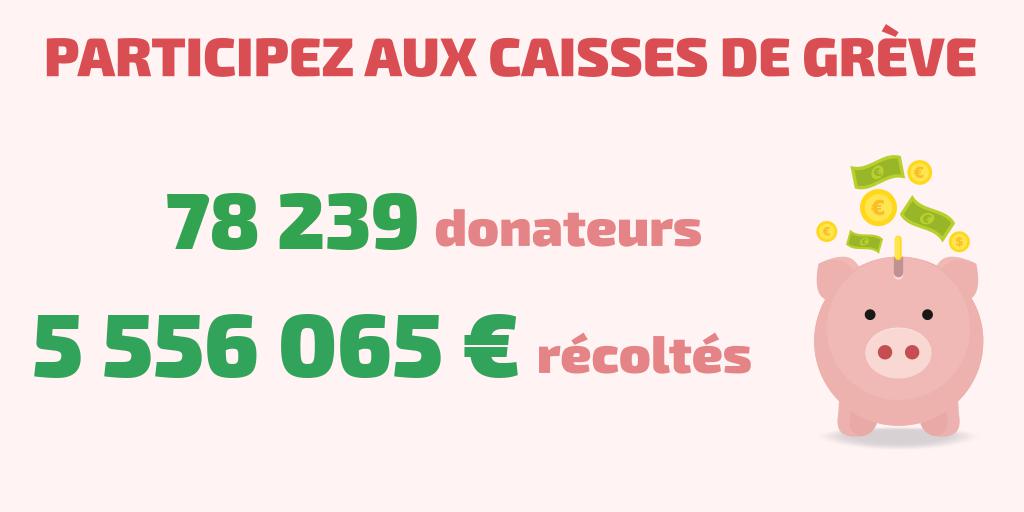 PARTICIPEZ AUX CAISSES DE GRÈVE
78 239 donateurs
5 556 065 € récoltés